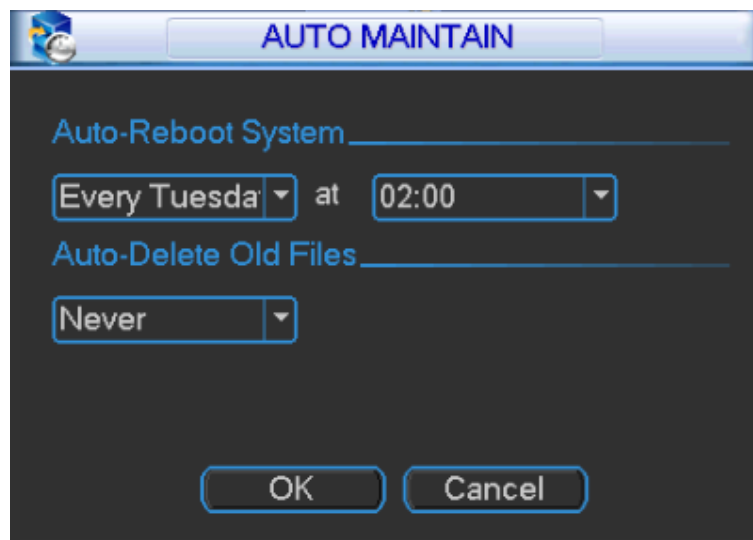 AUTO MAINTAIN
Auto-Reboot System
Every Tuesda at 02:00
Auto-Delete Old Files
Never
OK Cancel